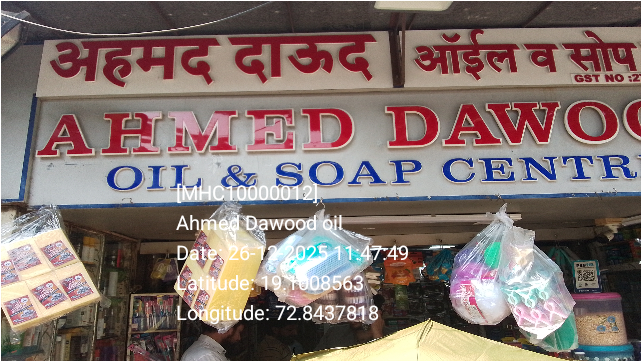 अहमद दाऊद
ऑईल व सोप
GST NO :2
AHMED DAWOO
OIL & SOAP CENTR
[MHC10000012]
Ahmed Dawood oil
Date: 26-12-2025 11:47:49
Latitude: 19.1008563
Longitude: 72.8437818